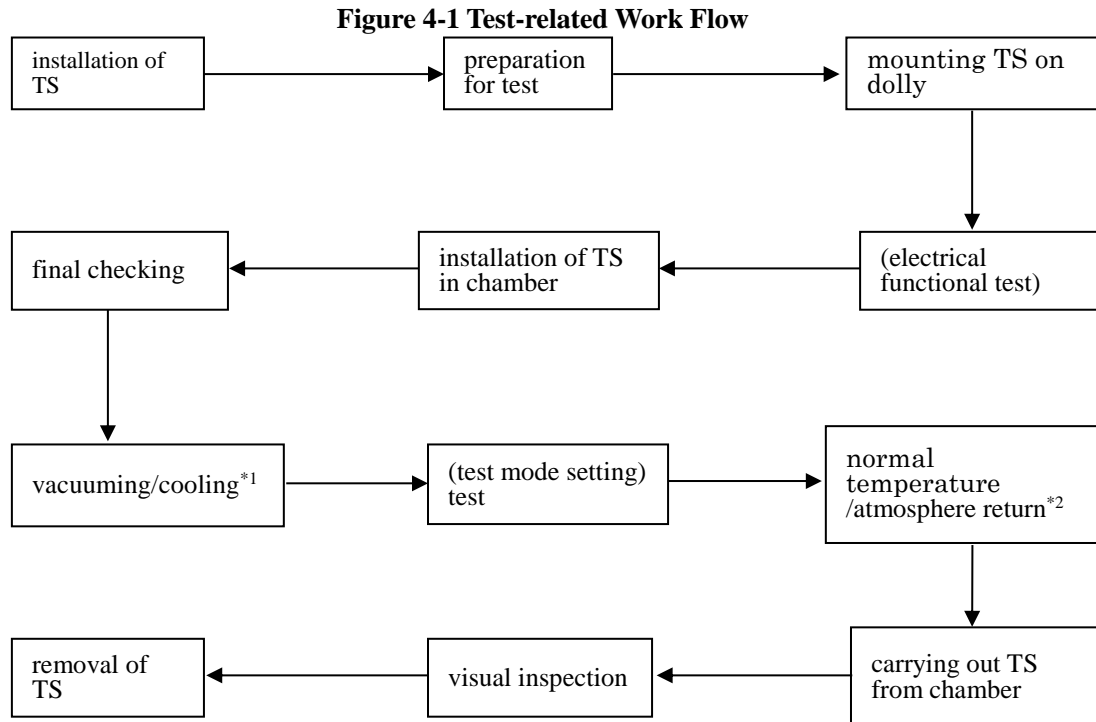 Figure 4-1 Test-related Work Flow
installation of
TS
preparation
for test
mounting TS on
dolly
(electrical
functional test)
installation of TS
in chamber
final checking
vacuuming/cooling*1
(test mode setting)
test
normal
temperature
/atmosphere return*2
carrying out TS
from chamber
visual inspection
removal of
TS